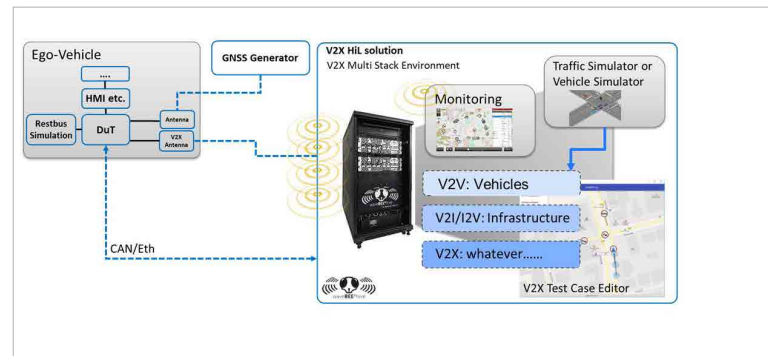 Ego-Vehicle
....
HMI etc.
Restbus
Simulation
DuT
Antenna
V2X
Antenna
CAN/Eth
GNSS Generator
V2X HiL solution
V2X Multi Stack Environment
Monitoring
Traffic Simulator or
Vehicle Simulator
V2V: Vehicles
V2I/I2V: Infrastructure
V2X: whatever......
V2X Test Case Editor